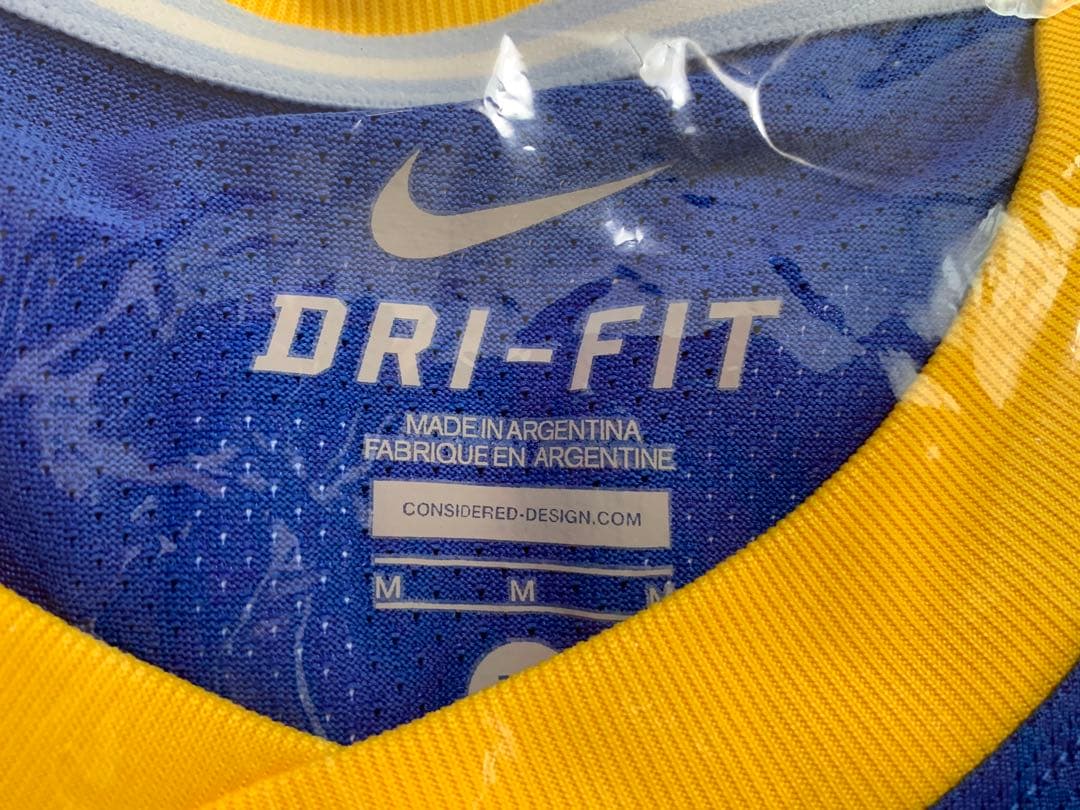 DRI-FIT
MADE IN ARGENTINA
FABRIQUE EN ARGENTINE
CONSIDERED-DESIGN.COM
M M M